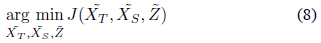 arg min J(X̃_T, X̃_S, Z̃) (8)
X̃_T, X̃_S, Z̃